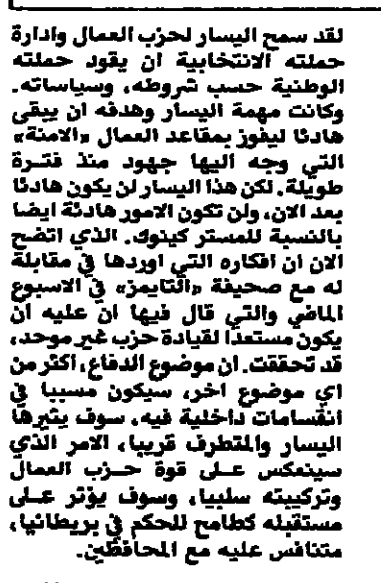 لقد سمح اليسار لحزب العمال وادارة
حملته الانتخابية ان يقود حملته
الوطنية حسب شروطه، وسياساته.
وكانت مهمة اليسار وهدفه ان يبقى
هادئا ليفوز بمقاعد العمال «الامنة»
التي وجه اليها جهود منذ فترة
طويلة. لكن هذا اليسار لن يكون هادئا
بعد الان، ولن تكون الامور هادئة ايضا
بالنسبة للمستر كينوك. الذي اتضح
الان ان افكاره التي اوردها في مقابلة
له مع صحيفة «التايمز» في الاسبوع
الماضي والتي قال فيها ان عليه ان
يكون مستعدا لقيادة حزب غير موحد،
قد تحققت. ان موضوع الدفاع، اكثر من
اي موضوع اخر، سيكون مسببا في
انقسامات داخلية فيه. سوف يثيرها
اليسار والمتطرف قريبا، الامر الذي
سينعكس على قوة حزب العمال
وتركيبته سلبيا، وسوف يؤثر على
مستقبله كطامح للحكم في بريطانيا،
متنافس عليه مع المحافظين.